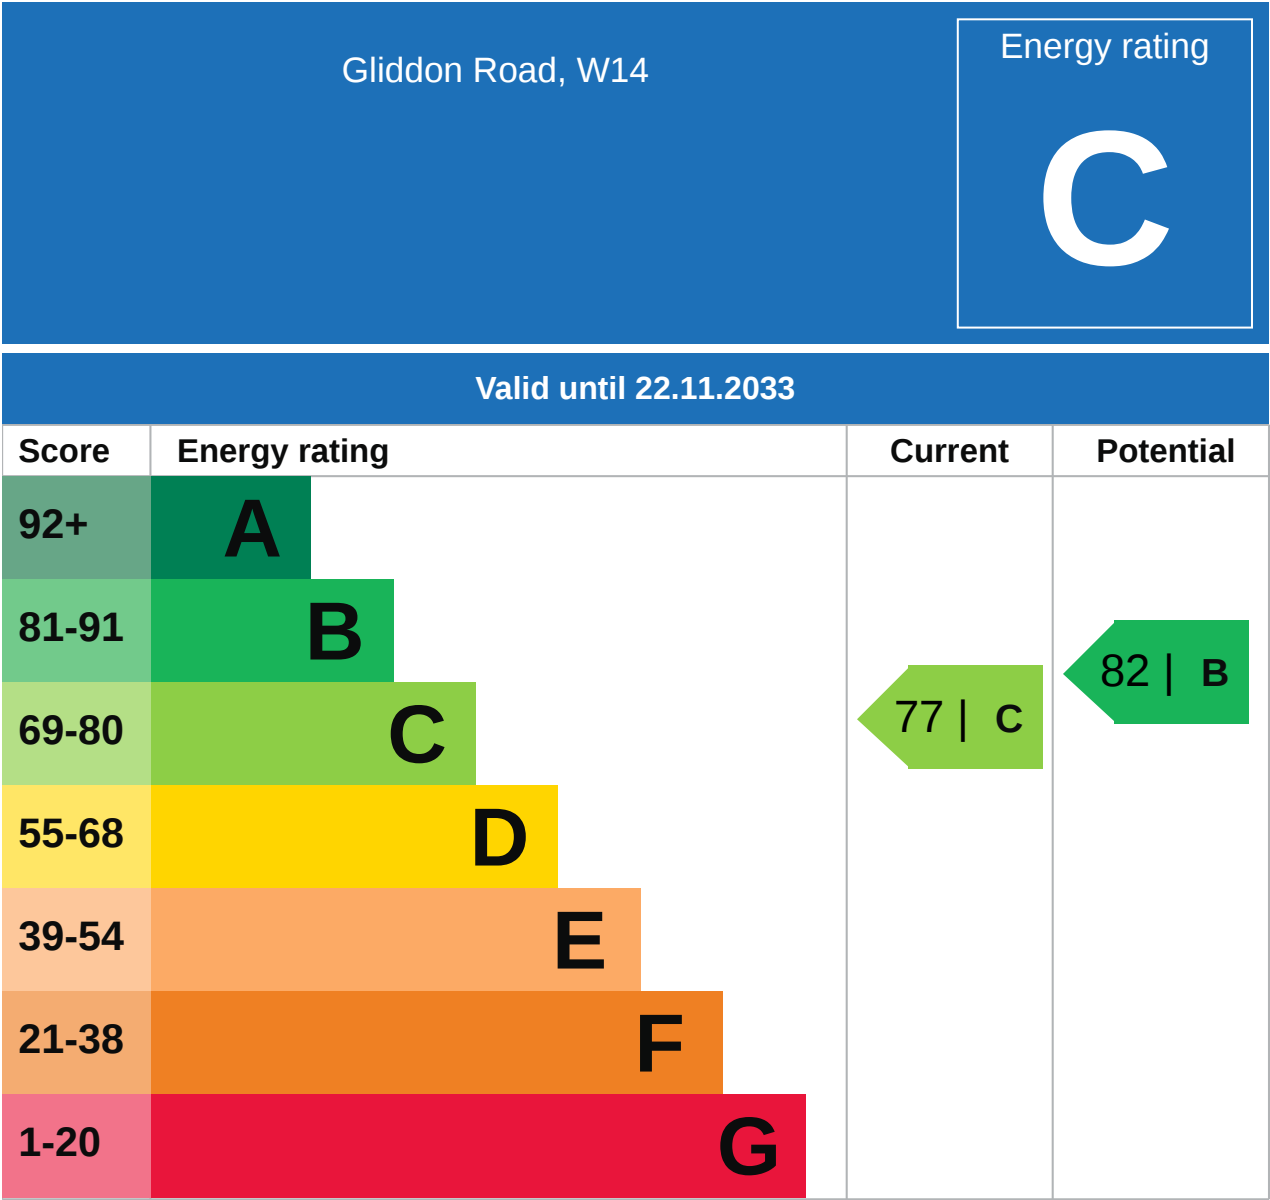 Gliddon Road, W14
Energy rating
C
Valid until 22.11.2033
Score Energy rating Current Potential
92+ A
81-91 B
82 | B
69-80 C
77 | C
55-68 D
39-54 E
21-38 F
1-20 G